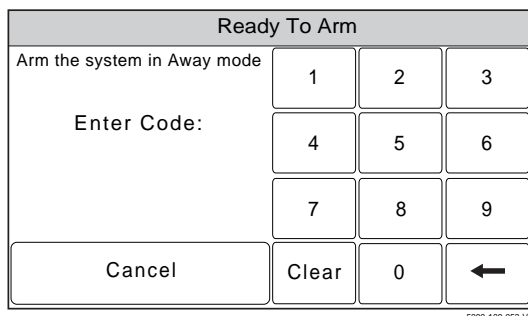 Ready To Arm
Arm the system in Away mode
Enter Code:
1 2 3
4 5 6
7 8 9
Cancel Clear 0